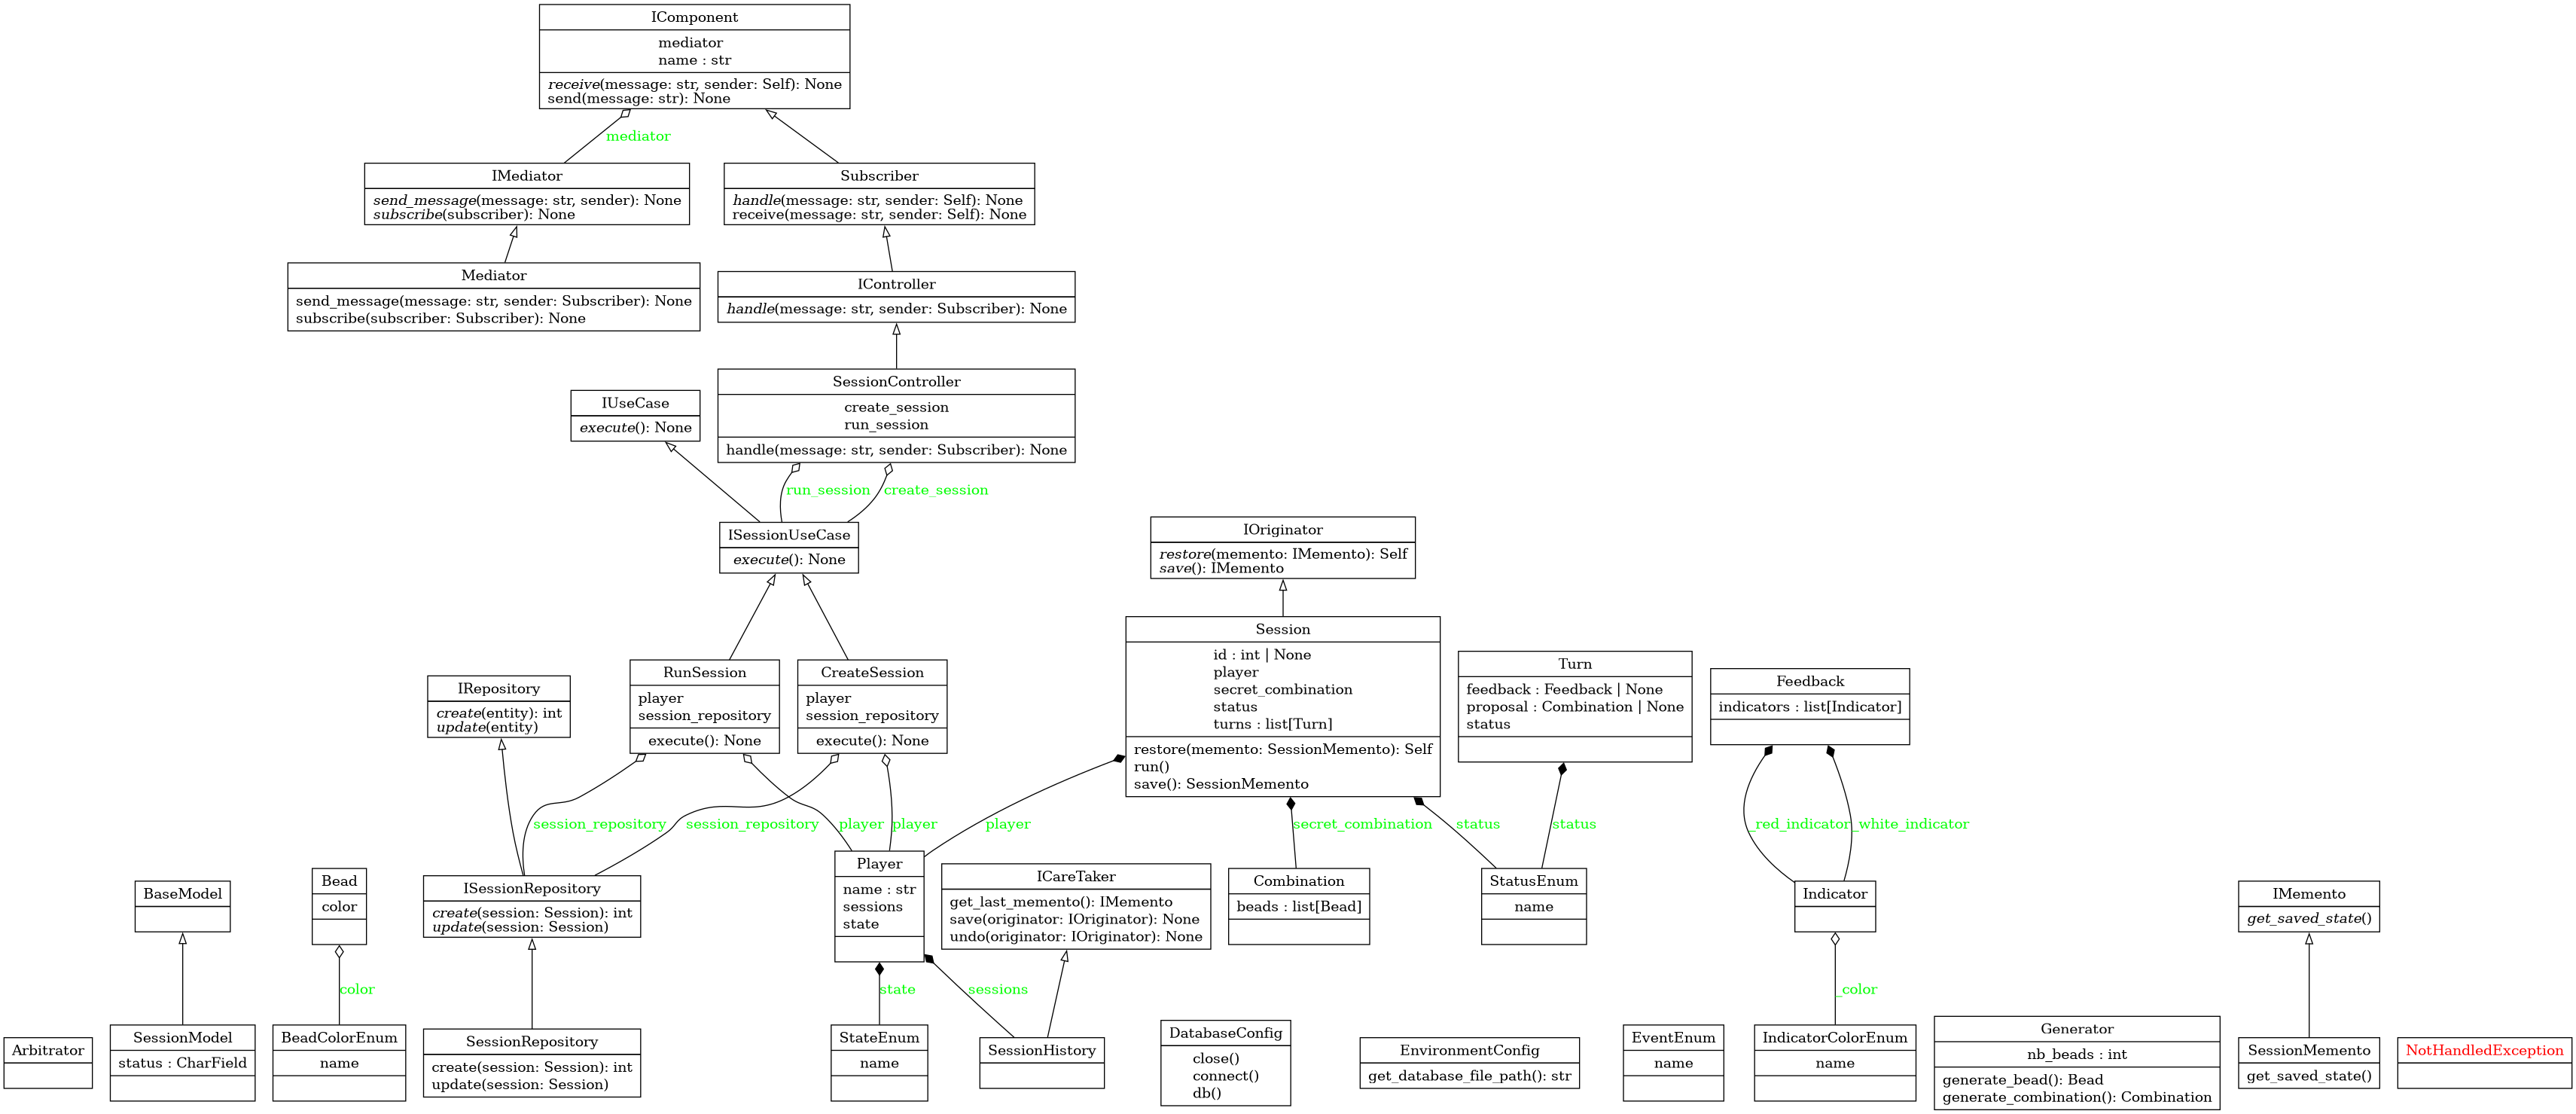 IComponent
mediator
name : str
receive(message: str, sender: Self): None
send(message: str): None
mediator
IMediator
send_message(message: str, sender): None
subscribe(subscriber): None
Subscriber
handle(message: str, sender: Self): None
receive(message: str, sender: Self): None
Mediator
send_message(message: str, sender: Subscriber): None
subscribe(subscriber: Subscriber): None
IController
handle(message: str, sender: Subscriber): None
IUseCase
execute(): None
SessionController
create_session
run_session
handle(message: str, sender: Subscriber): None
run_session
create_session
ISessionUseCase
execute(): None
IOriginator
restore(memento: IMemento): Self
save(): IMemento
IRepository
create(entity): int
update(entity)
RunSession
player
session_repository
execute(): None
CreateSession
player
session_repository
execute(): None
Session
id : int | None
player
secret_combination
status
turns : list[Turn]
restore(memento: SessionMemento): Self
run()
save(): SessionMemento
Turn
feedback : Feedback | None
proposal : Combination | None
status
Feedback
indicators : list[Indicator]
session_repository
session_repository
player
player
player
secret_combination
status
status
_red_indicator
_white_indicator
BaseModel
Bead
color
ISessionRepository
create(session: Session): int
update(session: Session)
Player
name : str
sessions
state
ICareTaker
get_last_memento(): IMemento
save(originator: IOriginator): None
undo(originator: IOriginator): None
Combination
beads : list[Bead]
StatusEnum
name
Indicator
IMemento
get_saved_state()
color
state
sessions
_color
Arbitrator
SessionModel
status : CharField
BeadColorEnum
name
SessionRepository
create(session: Session): int
update(session: Session)
StateEnum
name
SessionHistory
DatabaseConfig
close()
connect()
db()
EnvironmentConfig
get_database_file_path(): str
EventEnum
name
IndicatorColorEnum
name
Generator
nb_beads : int
generate_bead(): Bead
generate_combination(): Combination
SessionMemento
get_saved_state()
NotHandledException